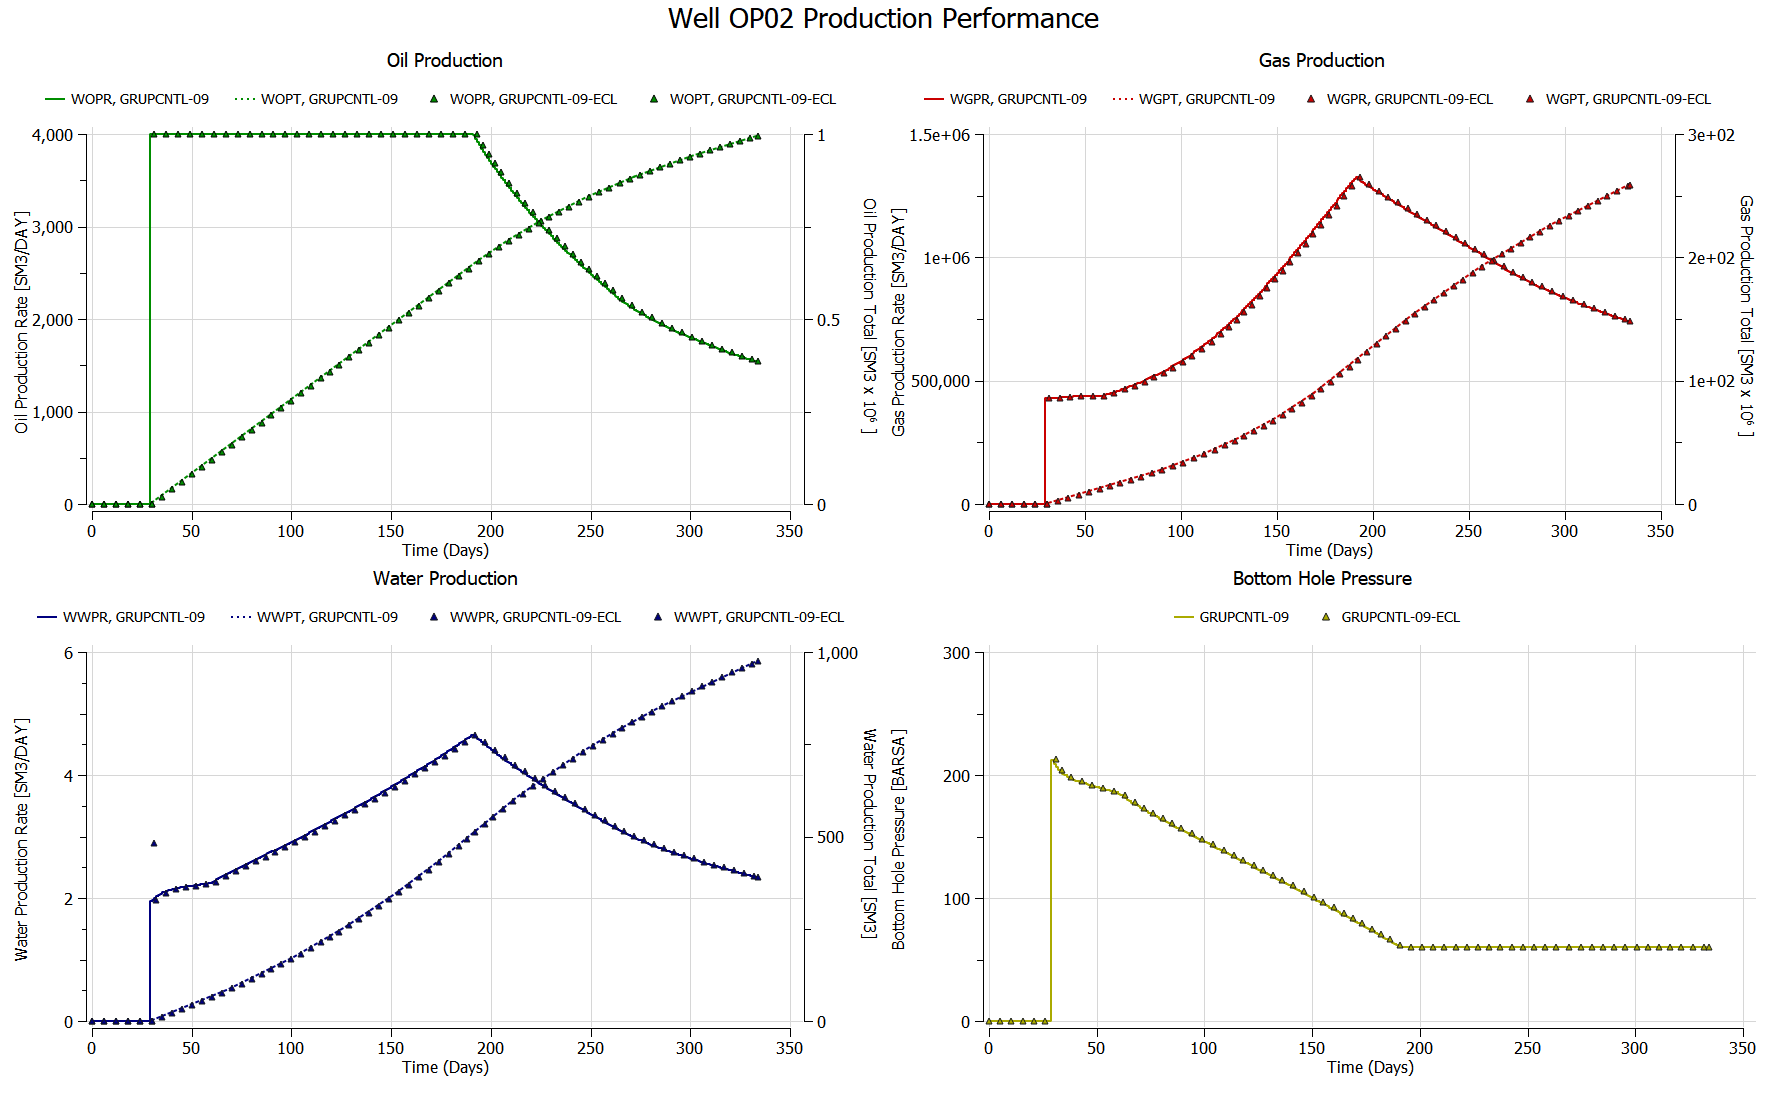 Well OP02 Production Performance
Oil Production
WOPR, GRUPCNTL-09 WOPT, GRUPCNTL-09 WOPR, GRUPCNTL-09-ECL WOPT, GRUPCNTL-09-ECL
Oil Production Rate [SM3/DAY]
4,000
3,000
2,000
1,000
0
1
0.5
0
Oil Production Total [SM3 x 10⁶ ]
0 50 100 150 200 250 300 350
Time (Days)
Gas Production
WGPR, GRUPCNTL-09 WGPT, GRUPCNTL-09 WGPR, GRUPCNTL-09-ECL WGPT, GRUPCNTL-09-ECL
Gas Production Rate [SM3/DAY]
1.5e+06
1e+06
500,000
0
3e+02
2e+02
1e+02
0
Gas Production Total [SM3 x 10⁶ ]
0 50 100 150 200 250 300 350
Time (Days)
Water Production
WWPR, GRUPCNTL-09 WWPT, GRUPCNTL-09 WWPR, GRUPCNTL-09-ECL WWPT, GRUPCNTL-09-ECL
Water Production Rate [SM3/DAY]
6
4
2
0
1,000
500
0
Water Production Total [SM3]
0 50 100 150 200 250 300 350
Time (Days)
Bottom Hole Pressure
GRUPCNTL-09 GRUPCNTL-09-ECL
Bottom Hole Pressure [BARSA]
300
200
100
0
0 50 100 150 200 250 300 350
Time (Days)